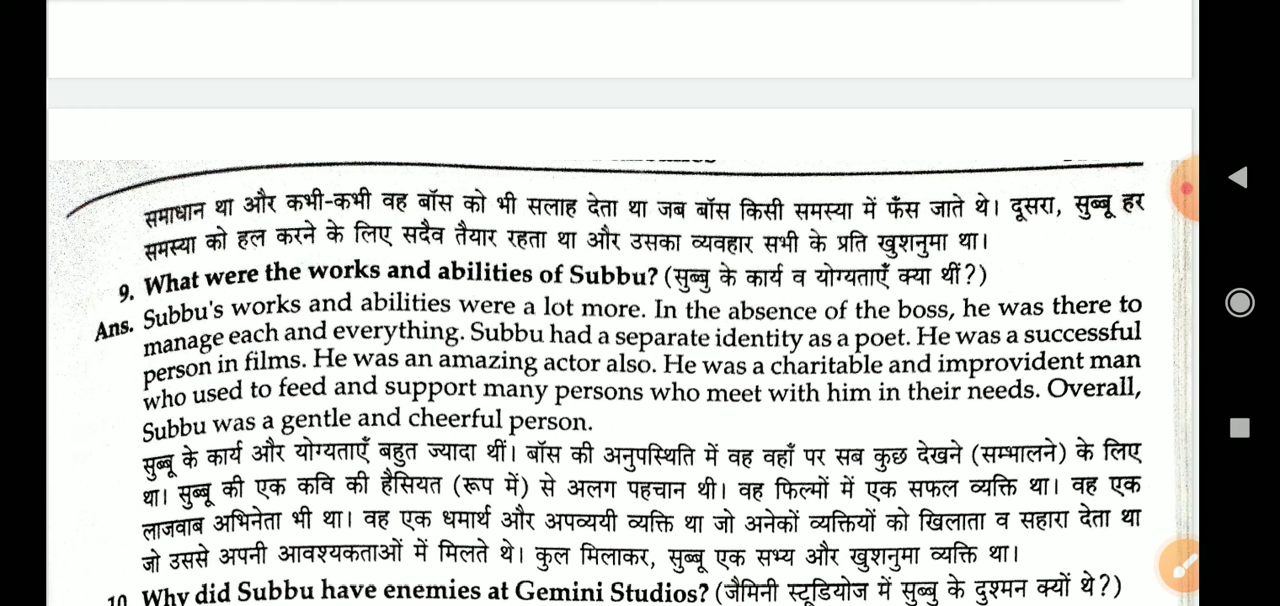 समाधान था और कभी-कभी वह बॉस को भी सलाह देता था जब बॉस किसी समस्या में फँस जाते थे। दूसरा, सुब्बू हर
समस्या को हल करने के लिए सदैव तैयार रहता था और उसका व्यवहार सभी के प्रति खुशनुमा था।
9. What were the works and abilities of Subbu? (सुब्बु के कार्य व योग्यताएँ क्या थीं?)
Ans. Subbu's works and abilities were a lot more. In the absence of the boss, he was there to
manage each and everything. Subbu had a separate identity as a poet. He was a successful
person in films. He was an amazing actor also. He was a charitable and improvident man
who used to feed and support many persons who meet with him in their needs. Overall,
Subbu was a gentle and cheerful person.
सुब्बू के कार्य और योग्यताएँ बहुत ज्यादा थीं। बॉस की अनुपस्थिति में वह वहाँ पर सब कुछ देखने (सम्भालने) के लिए
था। सुब्बू की एक कवि की हैसियत (रूप में) से अलग पहचान थी। वह फिल्मों में एक सफल व्यक्ति था। वह एक
लाजवाब अभिनेता भी था। वह एक धमार्थ और अपव्ययी व्यक्ति था जो अनेकों व्यक्तियों को खिलाता व सहारा देता था
जो उससे अपनी आवश्यकताओं में मिलते थे। कुल मिलाकर, सुब्बू एक सभ्य और खुशनुमा व्यक्ति था।
10. Why did Subbu have enemies at Gemini Studios? (जैमिनी स्टूडियोज में सुब्बु के दुश्मन क्यों थे?)